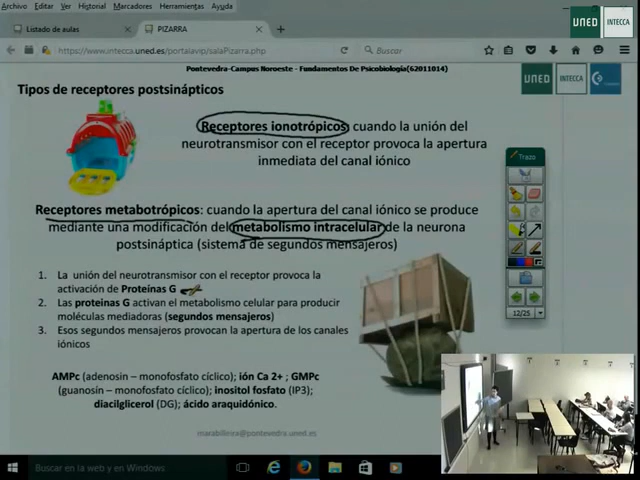 Archivo Editar Ver Historial Marcadores Herramientas Ayuda
Listado de aulas
PIZARRA
https://www.intecca.uned.es/portalavip/salaPizarra.php
Buscar
UNED INTECCA
Pontevedra-Campus Noroeste - Fundamentos De Psicobiología(62011014)
UNED INTECCA
Tipos de receptores postsinápticos
Receptores ionotrópicos: cuando la unión del
neurotransmisor con el receptor provoca la apertura
inmediata del canal iónico
Trazo
Receptores metabotrópicos: cuando la apertura del canal iónico se produce
mediante una modificación del metabolismo intracelular de la neurona
postsináptica (sistema de segundos mensajeros)
1. La unión del neurotransmisor con el receptor provoca la
activación de Proteínas G
2. Las proteínas G activan el metabolismo celular para producir
moléculas mediadoras (segundos mensajeros)
3. Esos segundos mensajeros provocan la apertura de los canales
iónicos
12/25
AMPc (adenosin – monofosfato cíclico); ión Ca 2+ ; GMPc
(guanosín – monofosfato cíclico); inositol fosfato (IP3);
diacilglicerol (DG); ácido araquidónico.
marabillenza@pontevedra.uned.es
Buscar en la web y en Windows